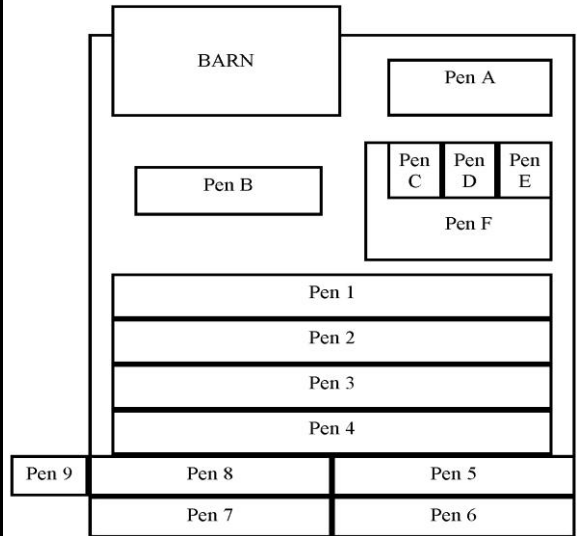 BARN
Pen A
Pen
C
Pen
D
Pen
E
Pen B
Pen F
Pen 1
Pen 2
Pen 3
Pen 4
Pen 9
Pen 8
Pen 5
Pen 7
Pen 6